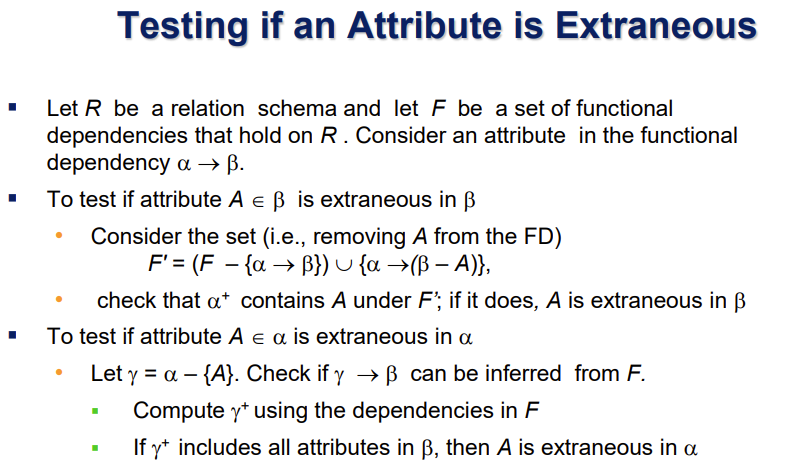 Testing if an Attribute is Extraneous
▪ Let R be a relation schema and let F be a set of functional
dependencies that hold on R . Consider an attribute in the functional
dependency α → β.
▪ To test if attribute A ∈ β is extraneous in β
• Consider the set (i.e., removing A from the FD)
F' = (F – {α → β}) ∪ {α →(β – A)},
• check that α⁺ contains A under F'; if it does, A is extraneous in β
▪ To test if attribute A ∈ α is extraneous in α
• Let γ = α – {A}. Check if γ → β can be inferred from F.
▪ Compute γ⁺ using the dependencies in F
▪ If γ⁺ includes all attributes in β, then A is extraneous in α